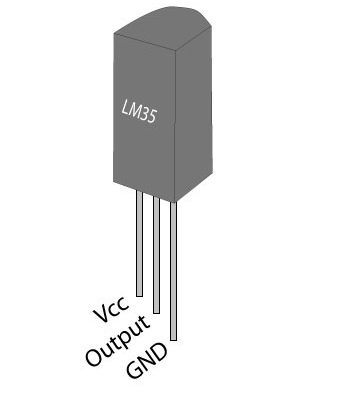 LM35
Vcc
Output
GND